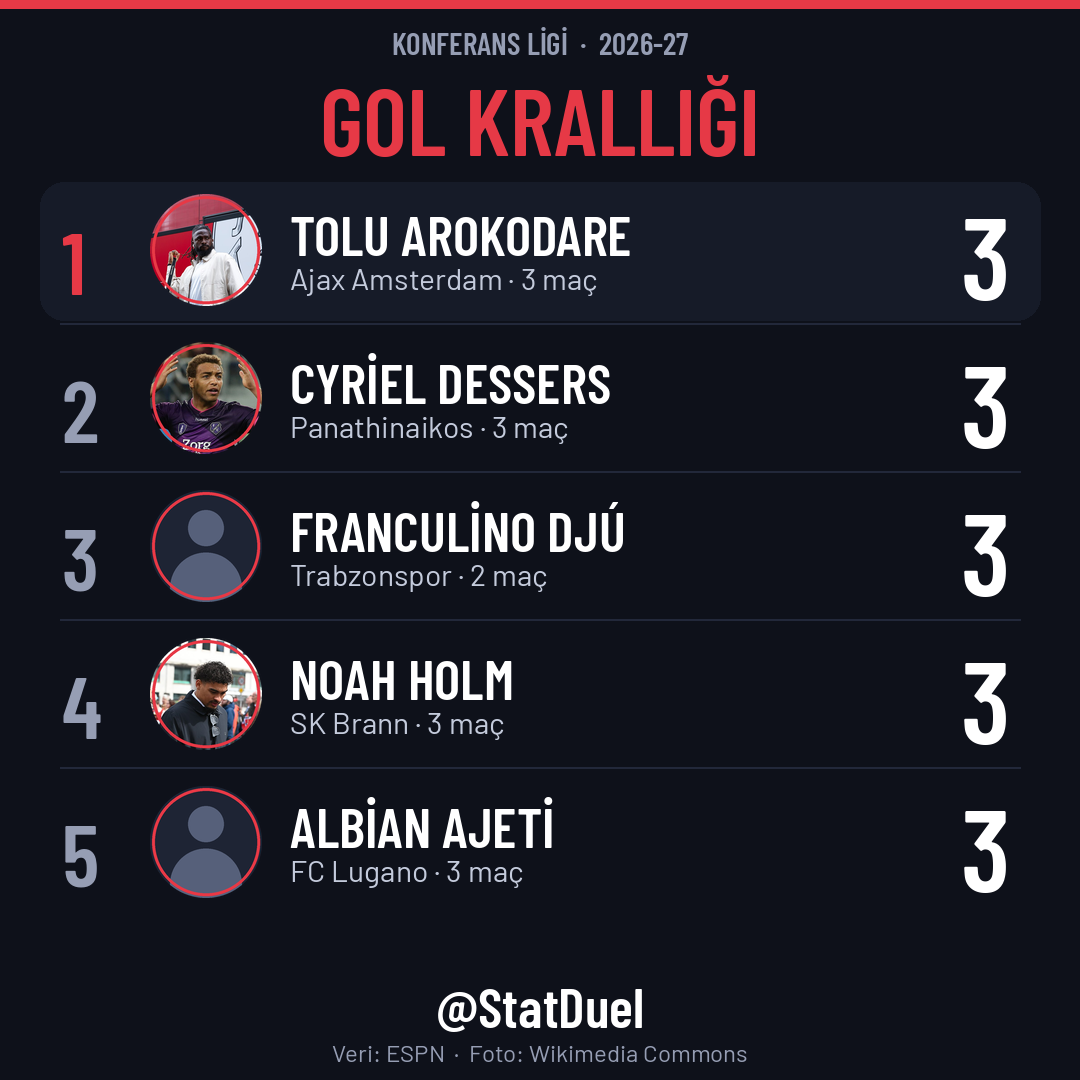 KONFERANS LİGİ · 2026-27
GOL KRALLIĞI
1
TOLU AROKODARE
Ajax Amsterdam · 3 maç
3
2
CYRİEL DESSERS
Panathinaikos · 3 maç
3
Zorg
3
FRANCULİNO DJÚ
Trabzonspor · 2 maç
3
4
NOAH HOLM
SK Brann · 3 maç
3
5
ALBİAN AJETİ
FC Lugano · 3 maç
3
@StatDuel
Veri: ESPN · Foto: Wikimedia Commons